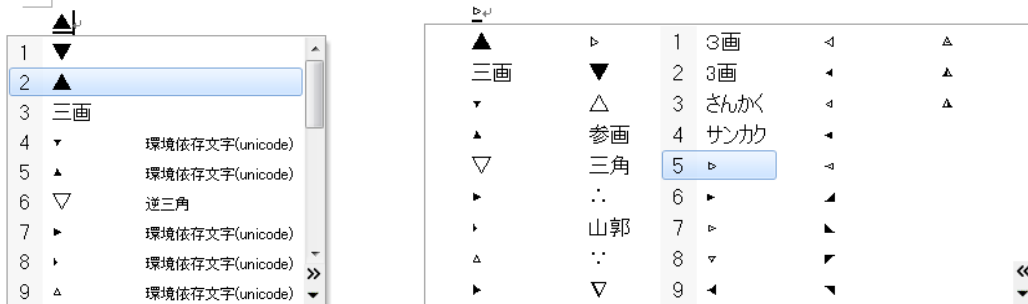 ▲
1 ▼
2 ▲
3 三画
4 ▾ 環境依存文字(unicode)
5 ▴ 環境依存文字(unicode)
6 ▽ 逆三角
7 ► 環境依存文字(unicode)
8 ‣ 環境依存文字(unicode)
9 ▵ 環境依存文字(unicode)
▹
▲ ▹ 1 3画 ◁
三画 ▼ 2 3画 ◂
▾ △ 3 さんかく ◃
▴ 参画 4 サンカク ◄
▽ 三角 5 ▹ ◅
► ∴ 6 ▸ ◢
‣ 山郭 7 ▹ ◣
▵ ∵ 8 ▿ ◤
► ∇ 9 ◄ ◥